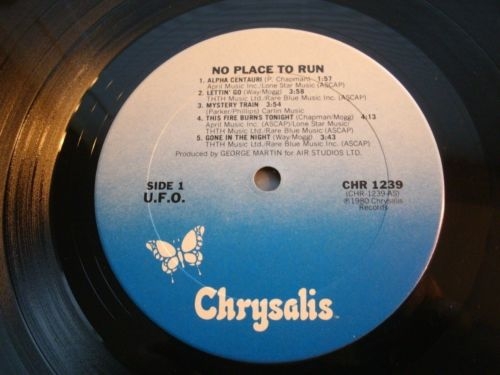 NO PLACE TO RUN
1. ALPHA CENTAURI (P. Chapman) 1:57
April Music Inc./Lone Star Music (ASCAP)
2. LETTIN' GO (Way/Mogg) 3:58
THTH Music Ltd./Rare Blue Music Inc. (ASCAP)
3. MYSTERY TRAIN 3:54
(Parker/Phillips) Carlin Music
4. THIS FIRE BURNS TONIGHT (Chapman/Mogg) 4:13
April Music Inc. (ASCAP)/Lone Star Music (ASCAP)/
THTH Music Ltd./Rare Blue Music Inc. (ASCAP)
5. GONE IN THE NIGHT (Way/Mogg) 3:43
THTH Music Ltd./Rare Blue Music Inc. (ASCAP)
Produced by GEORGE MARTIN for AIR STUDIOS LTD.
SIDE 1
U.F.O.
CHR 1239
(CHR-1239-AS)
℗1980 Chrysalis
Records
Chrysalis™